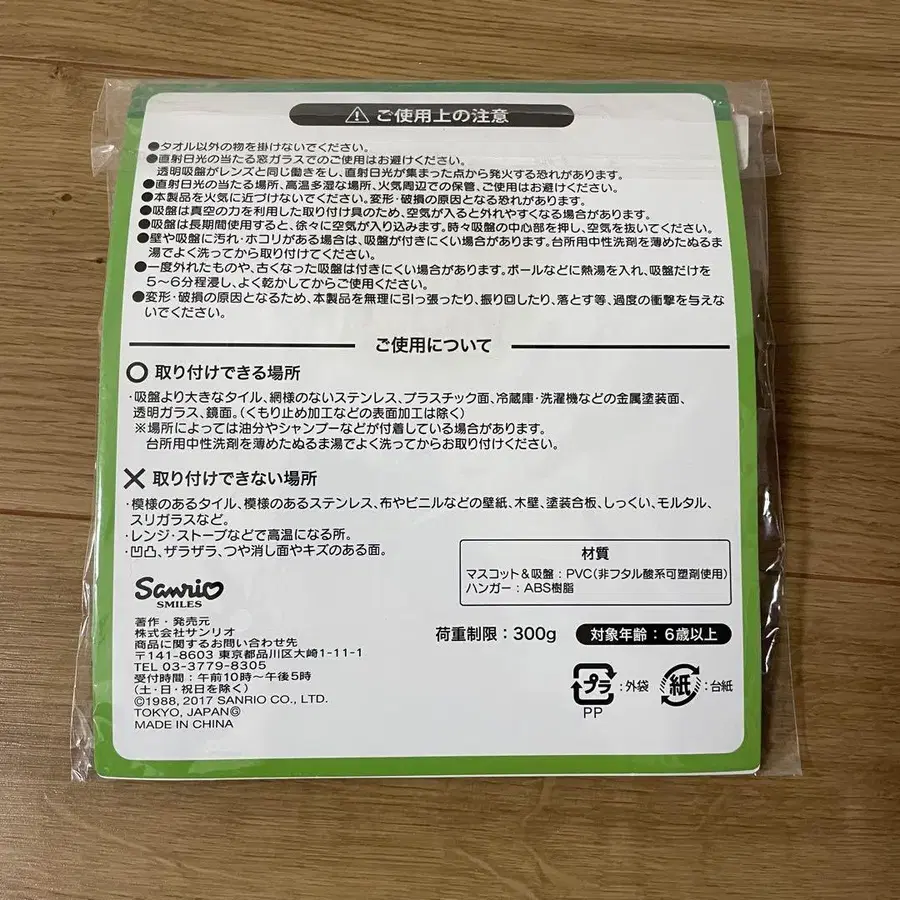 ⚠ ご使用上の注意
●タオル以外の物を掛けないでください。
●直射日光の当たる窓ガラスでのご使用はお避けください。
透明吸盤がレンズと同じ働きをし、直射日光が集まった点から発火する恐れがあります。
●直射日光の当たる場所、高温多湿な場所、火気周辺での保管、ご使用はお避けください。
●本製品を火気に近づけないでください。変形・破損の原因となる恐れがあります。
●吸盤は真空の力を利用した取り付け具のため、空気が入ると外れやすくなる場合があります。
●吸盤は長期間使用すると、徐々に空気が入り込みます。時々吸盤の中心部を押し、空気を抜いてください。
●壁や吸盤に汚れ・ホコリがある場合は、吸盤が付きにくい場合があります。台所用中性洗剤を薄めたぬるま
湯でよく洗ってから取り付けてください。
●一度外れたものや、古くなった吸盤は付きにくい場合があります。ボールなどに熱湯を入れ、吸盤だけを
5~6分程浸し、よく乾かしてからご使用ください。
●変形・破損の原因となるため、本製品を無理に引っ張ったり、振り回したり、落とす等、過度の衝撃を与えな
いでください。
ご使用について
○ 取り付けできる場所
・吸盤より大きなタイル、網様のないステンレス、プラスチック面、冷蔵庫・洗濯機などの金属塗装面、
透明ガラス、鏡面。(くもり止め加工などの表面加工は除く)
※場所によっては油分やシャンプーなどが付着している場合があります。
台所用中性洗剤を薄めたぬるま湯でよく洗ってからお取り付けください。
× 取り付けできない場所
・模様のあるタイル、模様のあるステンレス、布やビニルなどの壁紙、木壁、塗装合板、しっくい、モルタル、
スリガラスなど。
・レンジ・ストーブなどで高温になる所。
・凹凸、ザラザラ、つや消し面やキズのある面。
材質
マスコット&吸盤:PVC(非フタル酸系可塑剤使用)
ハンガー:ABS樹脂
Sanrio
SMILES
著作・発売元
株式会社サンリオ
商品に関するお問い合わせ先
〒141-8603 東京都品川区大崎1-11-1
TEL 03-3779-8305
受付時間:午前10時~午後5時
(土・日・祝日を除く)
©1988, 2017 SANRIO CO., LTD.
TOKYO, JAPANⒼ
MADE IN CHINA
荷重制限:300g
対象年齢:6歳以上
プラ :外袋
PP
紙 :台紙